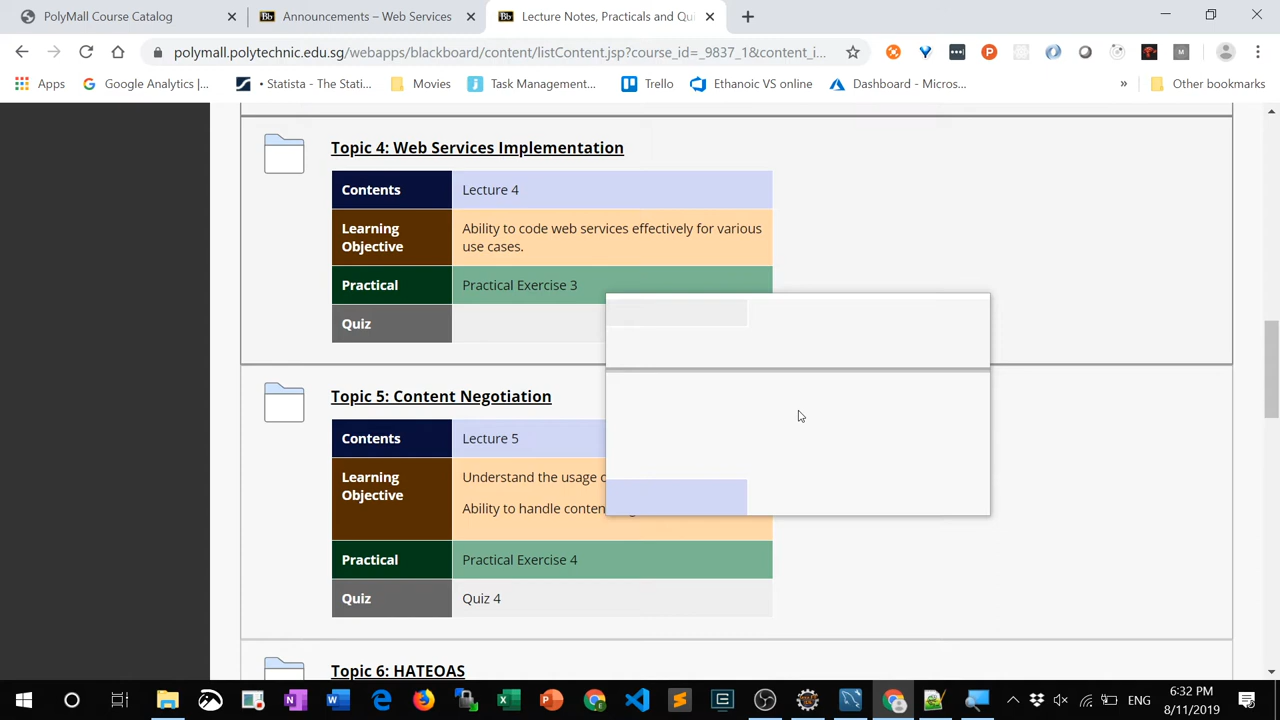 PolyMall Course Catalog
Announcements – Web Services
Lecture Notes, Practicals and Qui
polymall.polytechnic.edu.sg/webapps/blackboard/content/listContent.jsp?course_id=_9837_1&content_i...
Apps
Google Analytics (...
• Statista - The Stati...
Movies
Task Management...
Trello
Ethanoic VS online
Dashboard - Micros...
»
Other bookmarks
Topic 4: Web Services Implementation
Contents
Lecture 4
Learning Objective
Ability to code web services effectively for various
use cases.
Practical
Practical Exercise 3
Quiz
Topic 5: Content Negotiation
Contents
Lecture 5
Learning Objective
Understand the usage
Ability to handle conten
Practical
Practical Exercise 4
Quiz
Quiz 4
Topic 6: HATEOAS
ENG
6:32 PM
8/11/2019